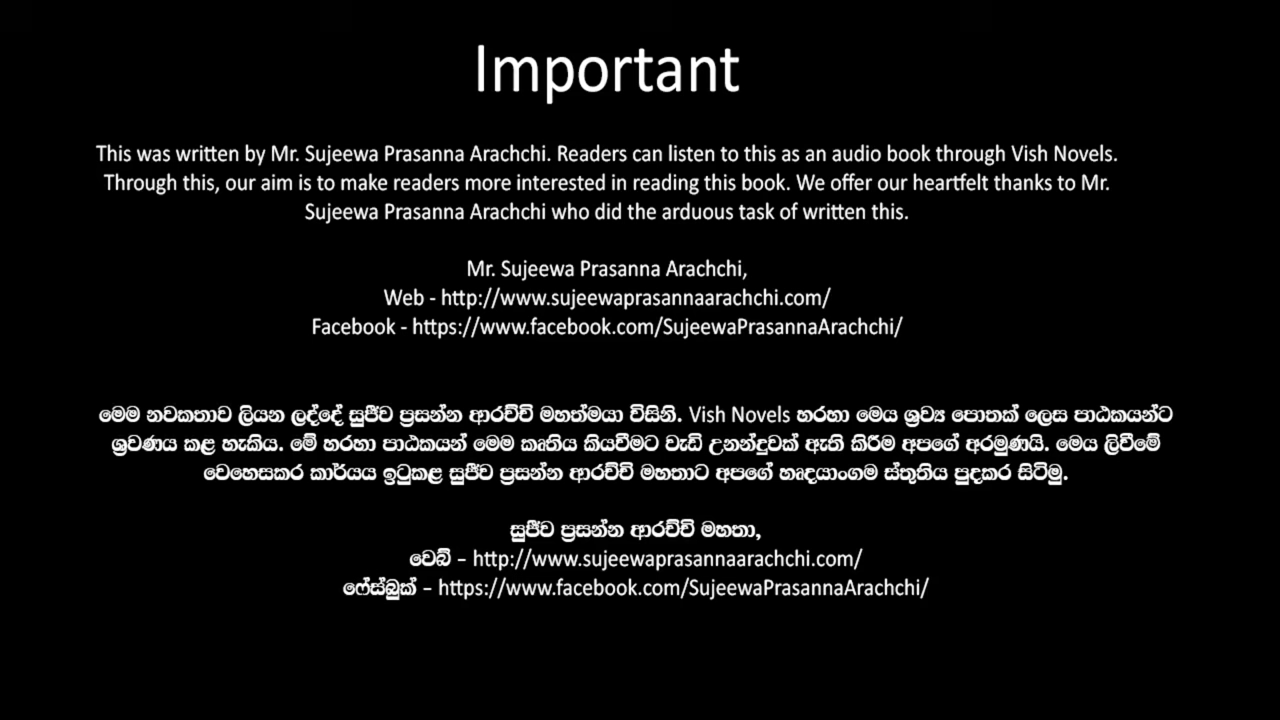 Important
This was written by Mr. Sujeewa Prasanna Arachchi. Readers can listen to this as an audio book through Vish Novels.
Through this, our aim is to make readers more interested in reading this book. We offer our heartfelt thanks to Mr.
Sujeewa Prasanna Arachchi who did the arduous task of written this.
Mr. Sujeewa Prasanna Arachchi,
Web - http://www.sujeewaprasannaarachchi.com/
Facebook - https://www.facebook.com/SujeewaPrasannaArachchi/
මෙම නවකතාව ලියන ලද්දේ සුජීව ප්‍රසන්න ආරච්චි මහත්මයා විසිනි. Vish Novels හරහා මෙය ශ්‍රව්‍ය පොතක් ලෙස පාඨකයන්ට
ශ්‍රවණය කළ හැකිය. මේ හරහා පාඨකයන් මෙම කෘතිය කියවීමට වැඩි උනන්දුවක් ඇති කිරීම අපගේ අරමුණයි. මෙය ලිවීමේ
වෙහෙසකර කාර්යය ඉටුකළ සුජීව ප්‍රසන්න ආරච්චි මහතාට අපගේ හෘදයාංගම ස්තූතිය පුදකර සිටිමු.
සුජීව ප්‍රසන්න ආරච්චි මහතා,
වෙබ් – http://www.sujeewaprasannaarachchi.com/
ෆේස්බුක් – https://www.facebook.com/SujeewaPrasannaArachchi/